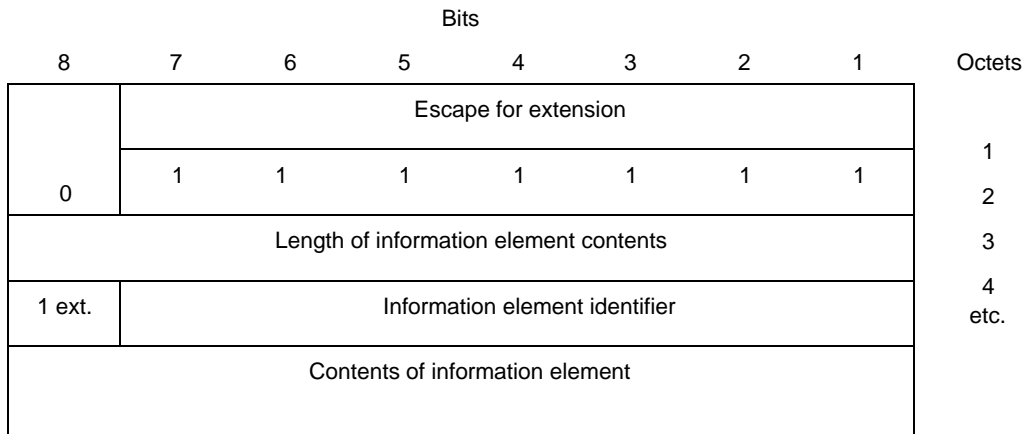 Bits
8 7 6 5 4 3 2 1 Octets
Escape for extension
1
1 1 1 1 1 1 1
0
2
Length of information element contents
3
4
1 ext. Information element identifier
etc.
Contents of information element